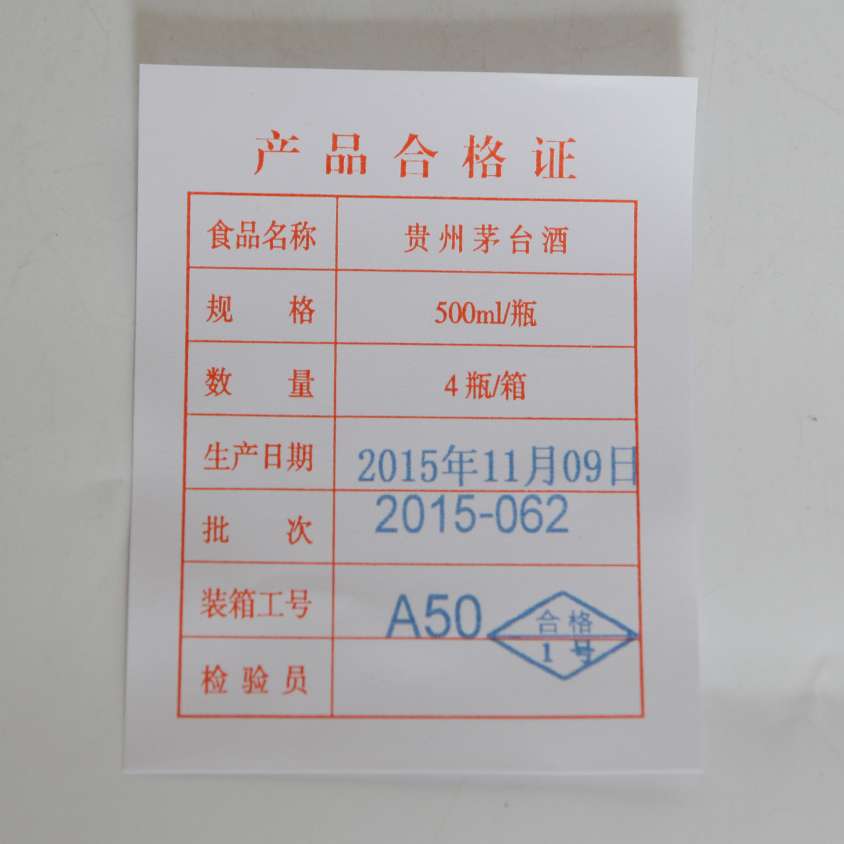 产品合格证
食品名称 贵州茅台酒
规格 500ml/瓶
数量 4瓶/箱
生产日期 2015年11月09日
批次 2015-062
装箱工号 A50
合格
1号
检验员